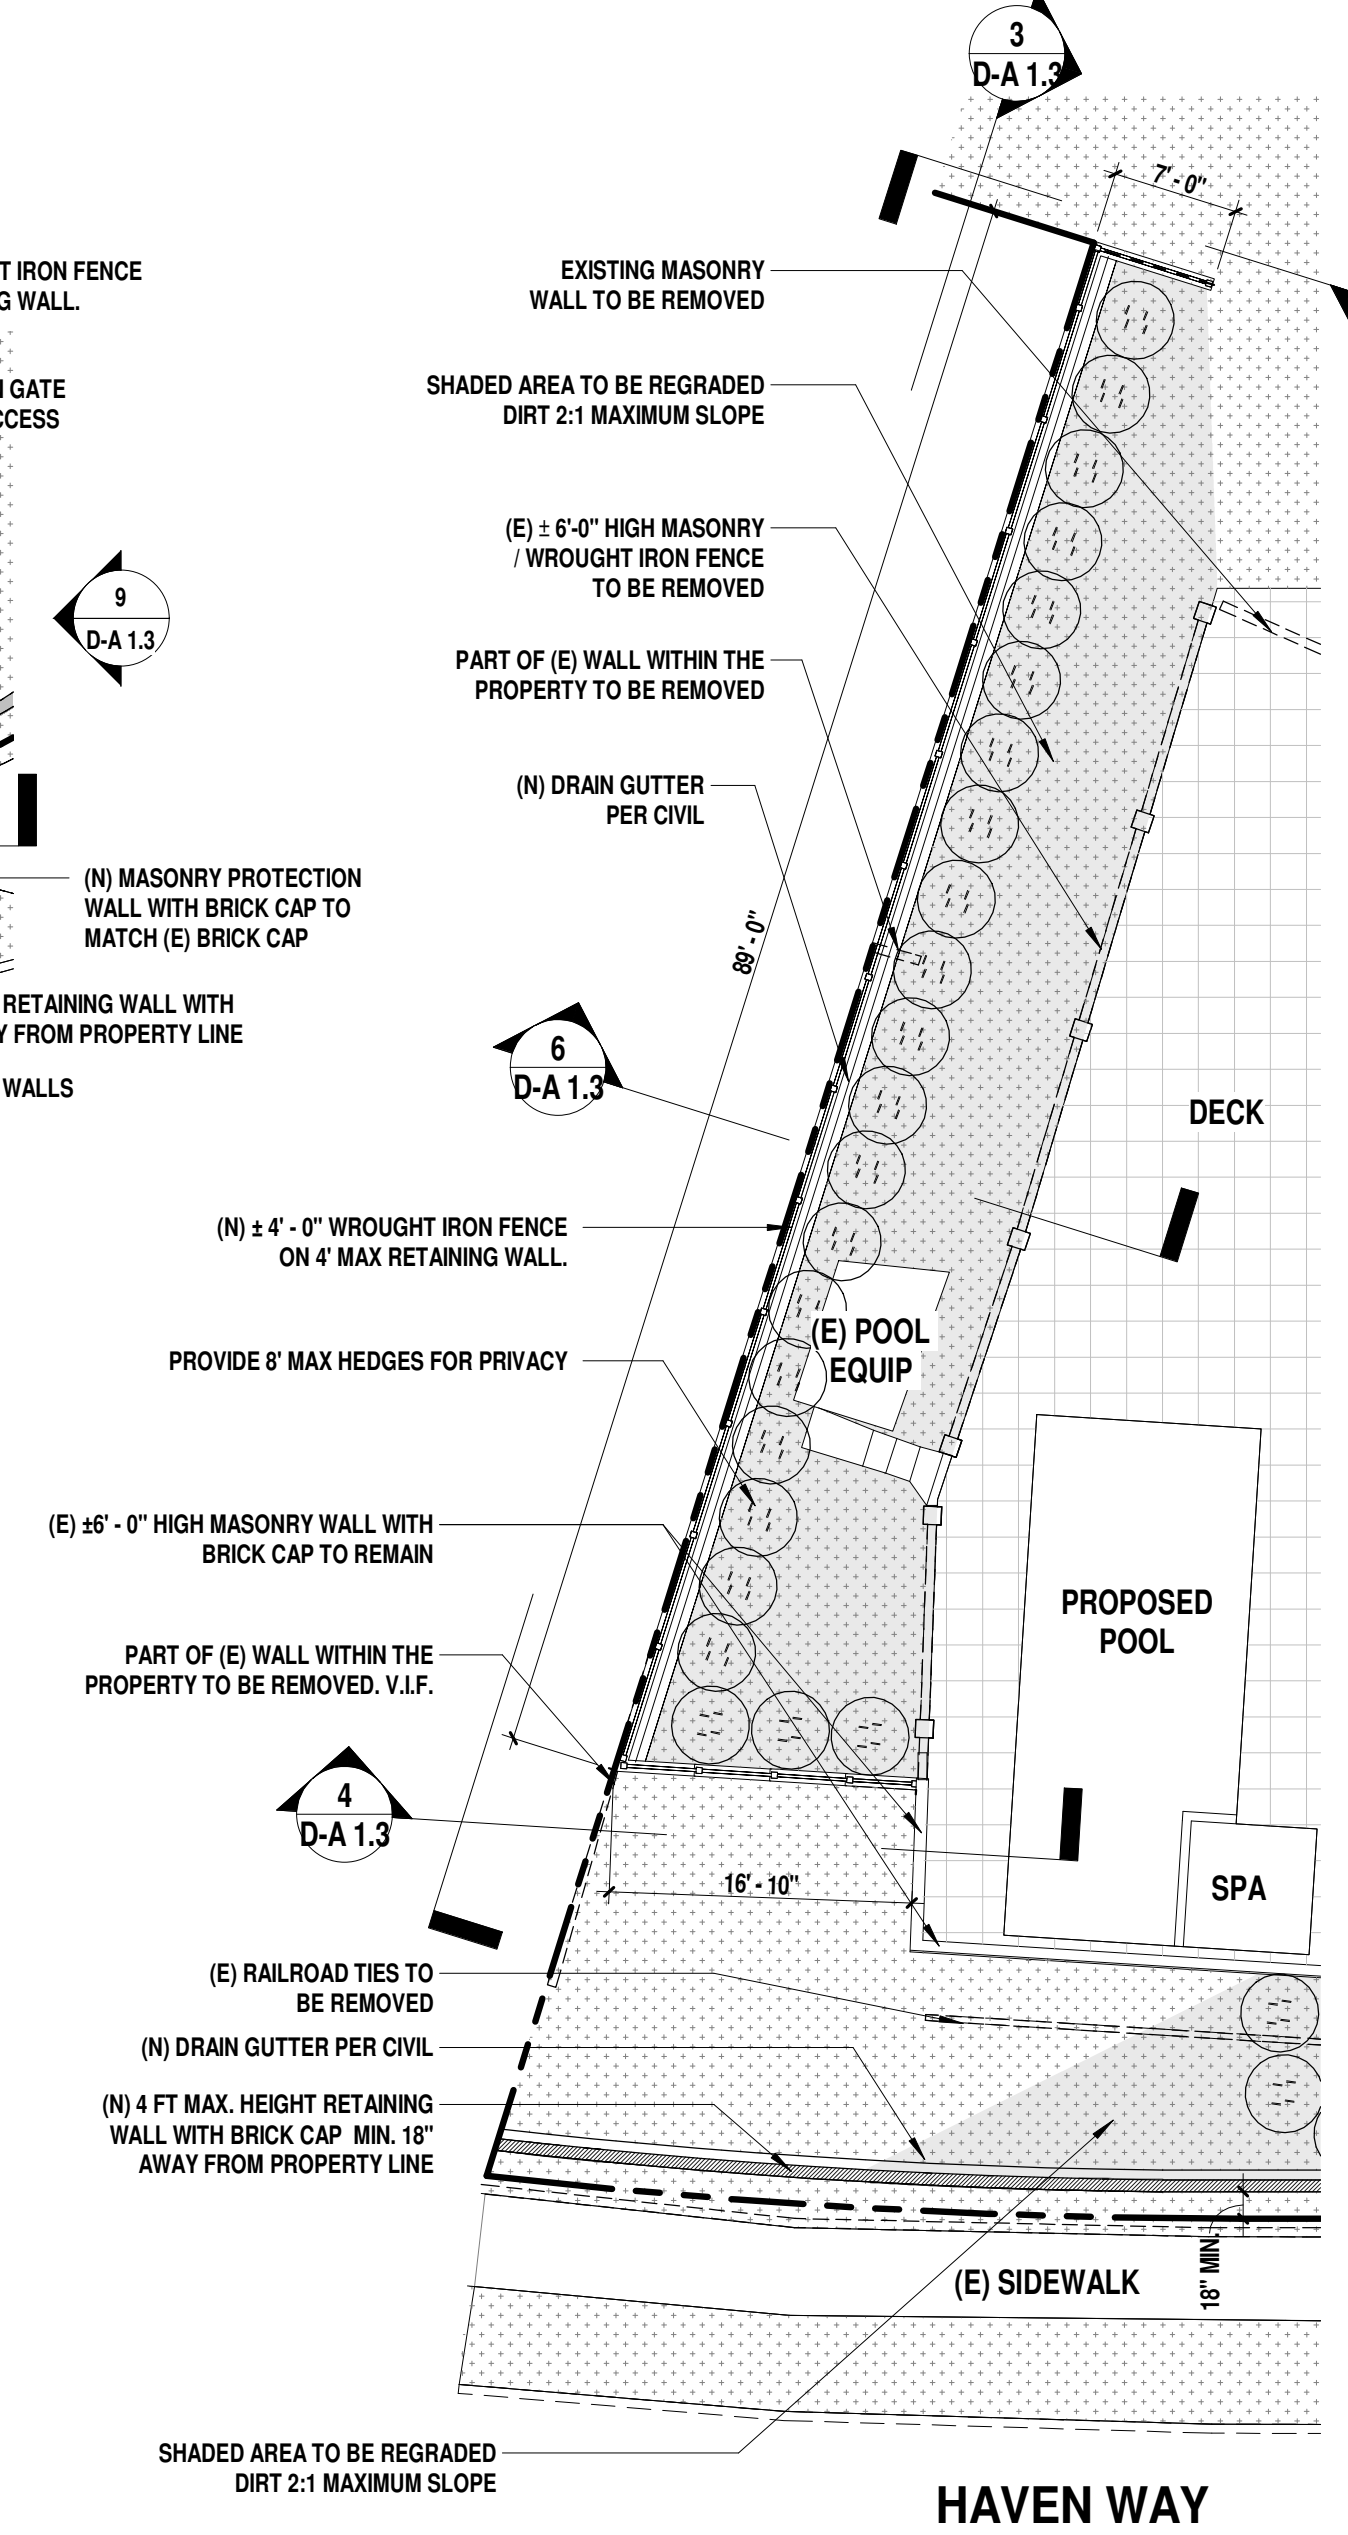 3
D-A 1.3
7' - 0"
T IRON FENCE
G WALL.
EXISTING MASONRY
WALL TO BE REMOVED
GATE
CCESS
SHADED AREA TO BE REGRADED
DIRT 2:1 MAXIMUM SLOPE
(E) ± 6'-0" HIGH MASONRY
/ WROUGHT IRON FENCE
TO BE REMOVED
9
D-A 1.3
PART OF (E) WALL WITHIN THE
PROPERTY TO BE REMOVED
(N) DRAIN GUTTER
PER CIVIL
(N) MASONRY PROTECTION
WALL WITH BRICK CAP TO
MATCH (E) BRICK CAP
89' - 0"
RETAINING WALL WITH
Y FROM PROPERTY LINE
WALLS
6
D-A 1.3
DECK
(N) ± 4' - 0" WROUGHT IRON FENCE
ON 4' MAX RETAINING WALL.
(E) POOL
EQUIP
PROVIDE 8' MAX HEDGES FOR PRIVACY
(E) ±6' - 0" HIGH MASONRY WALL WITH
BRICK CAP TO REMAIN
PROPOSED
POOL
PART OF (E) WALL WITHIN THE
PROPERTY TO BE REMOVED. V.I.F.
4
D-A 1.3
16' - 10"
SPA
(E) RAILROAD TIES TO
BE REMOVED
(N) DRAIN GUTTER PER CIVIL
(N) 4 FT MAX. HEIGHT RETAINING
WALL WITH BRICK CAP MIN. 18"
AWAY FROM PROPERTY LINE
18" MIN.
(E) SIDEWALK
SHADED AREA TO BE REGRADED
DIRT 2:1 MAXIMUM SLOPE
HAVEN WAY